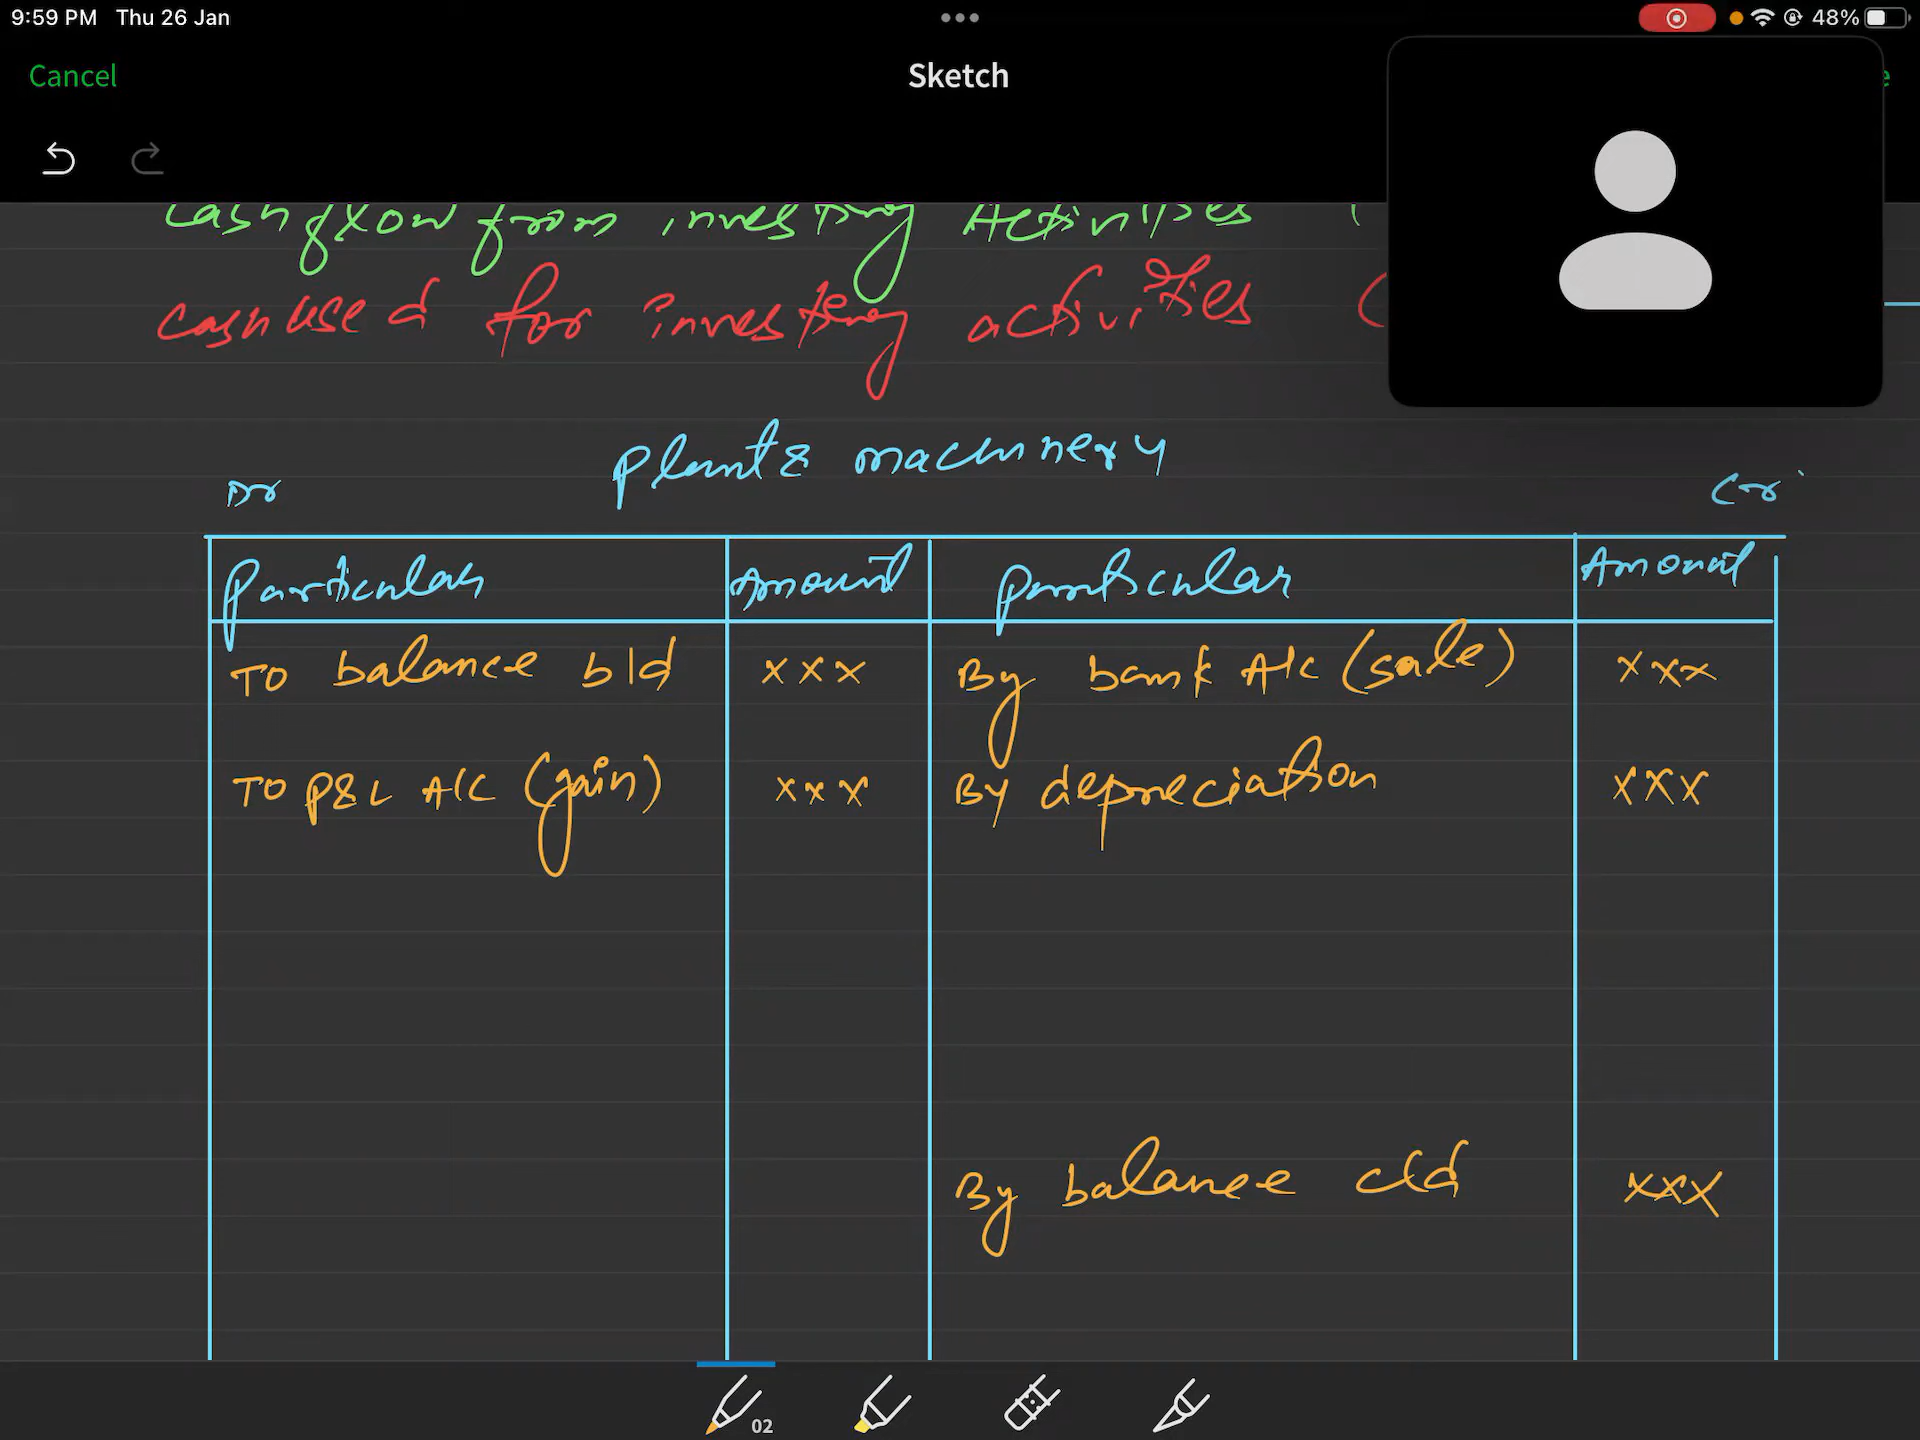 9:59 PM Thu 26 Jan 48%
Cancel Sketch
cashflow from investing Activities (
cash used for investing activities (
plant & machinery
Dr Cr
particulars Amount particular Amount
TO balance b/d xxx By bank A/c (sale) xxx
TO P&L A/C (gain) xxx By depreciation xxx
By balance c/d xxx
02